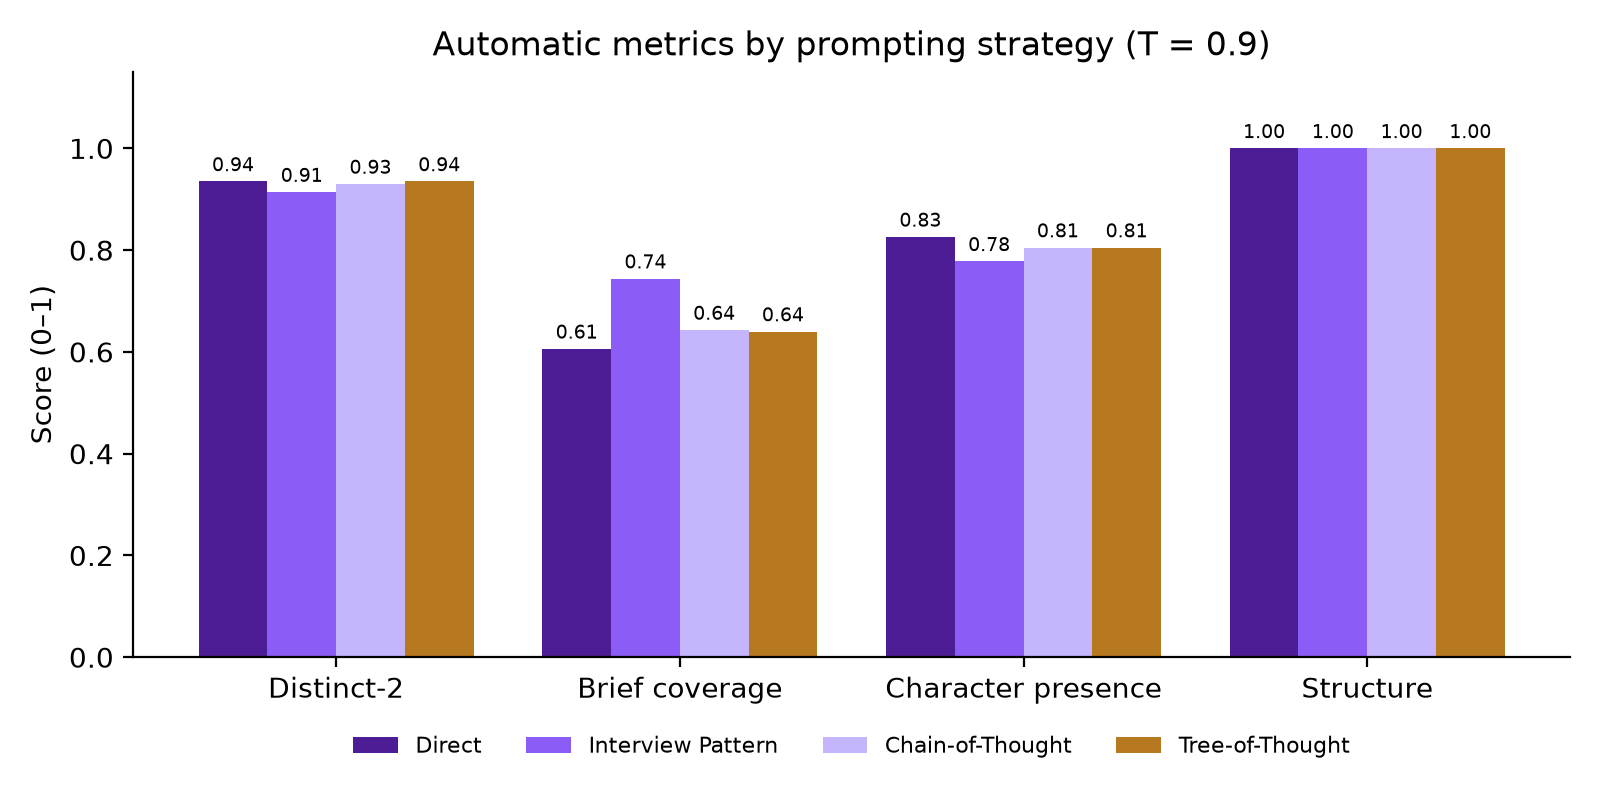 Automatic metrics by prompting strategy (T = 0.9)
Score (0–1)
1.0
0.8
0.6
0.4
0.2
0.0
0.94 0.91 0.93 0.94
0.61 0.74 0.64 0.64
0.83 0.78 0.81 0.81
1.00 1.00 1.00 1.00
Distinct-2 Brief coverage Character presence Structure
Direct Interview Pattern Chain-of-Thought Tree-of-Thought